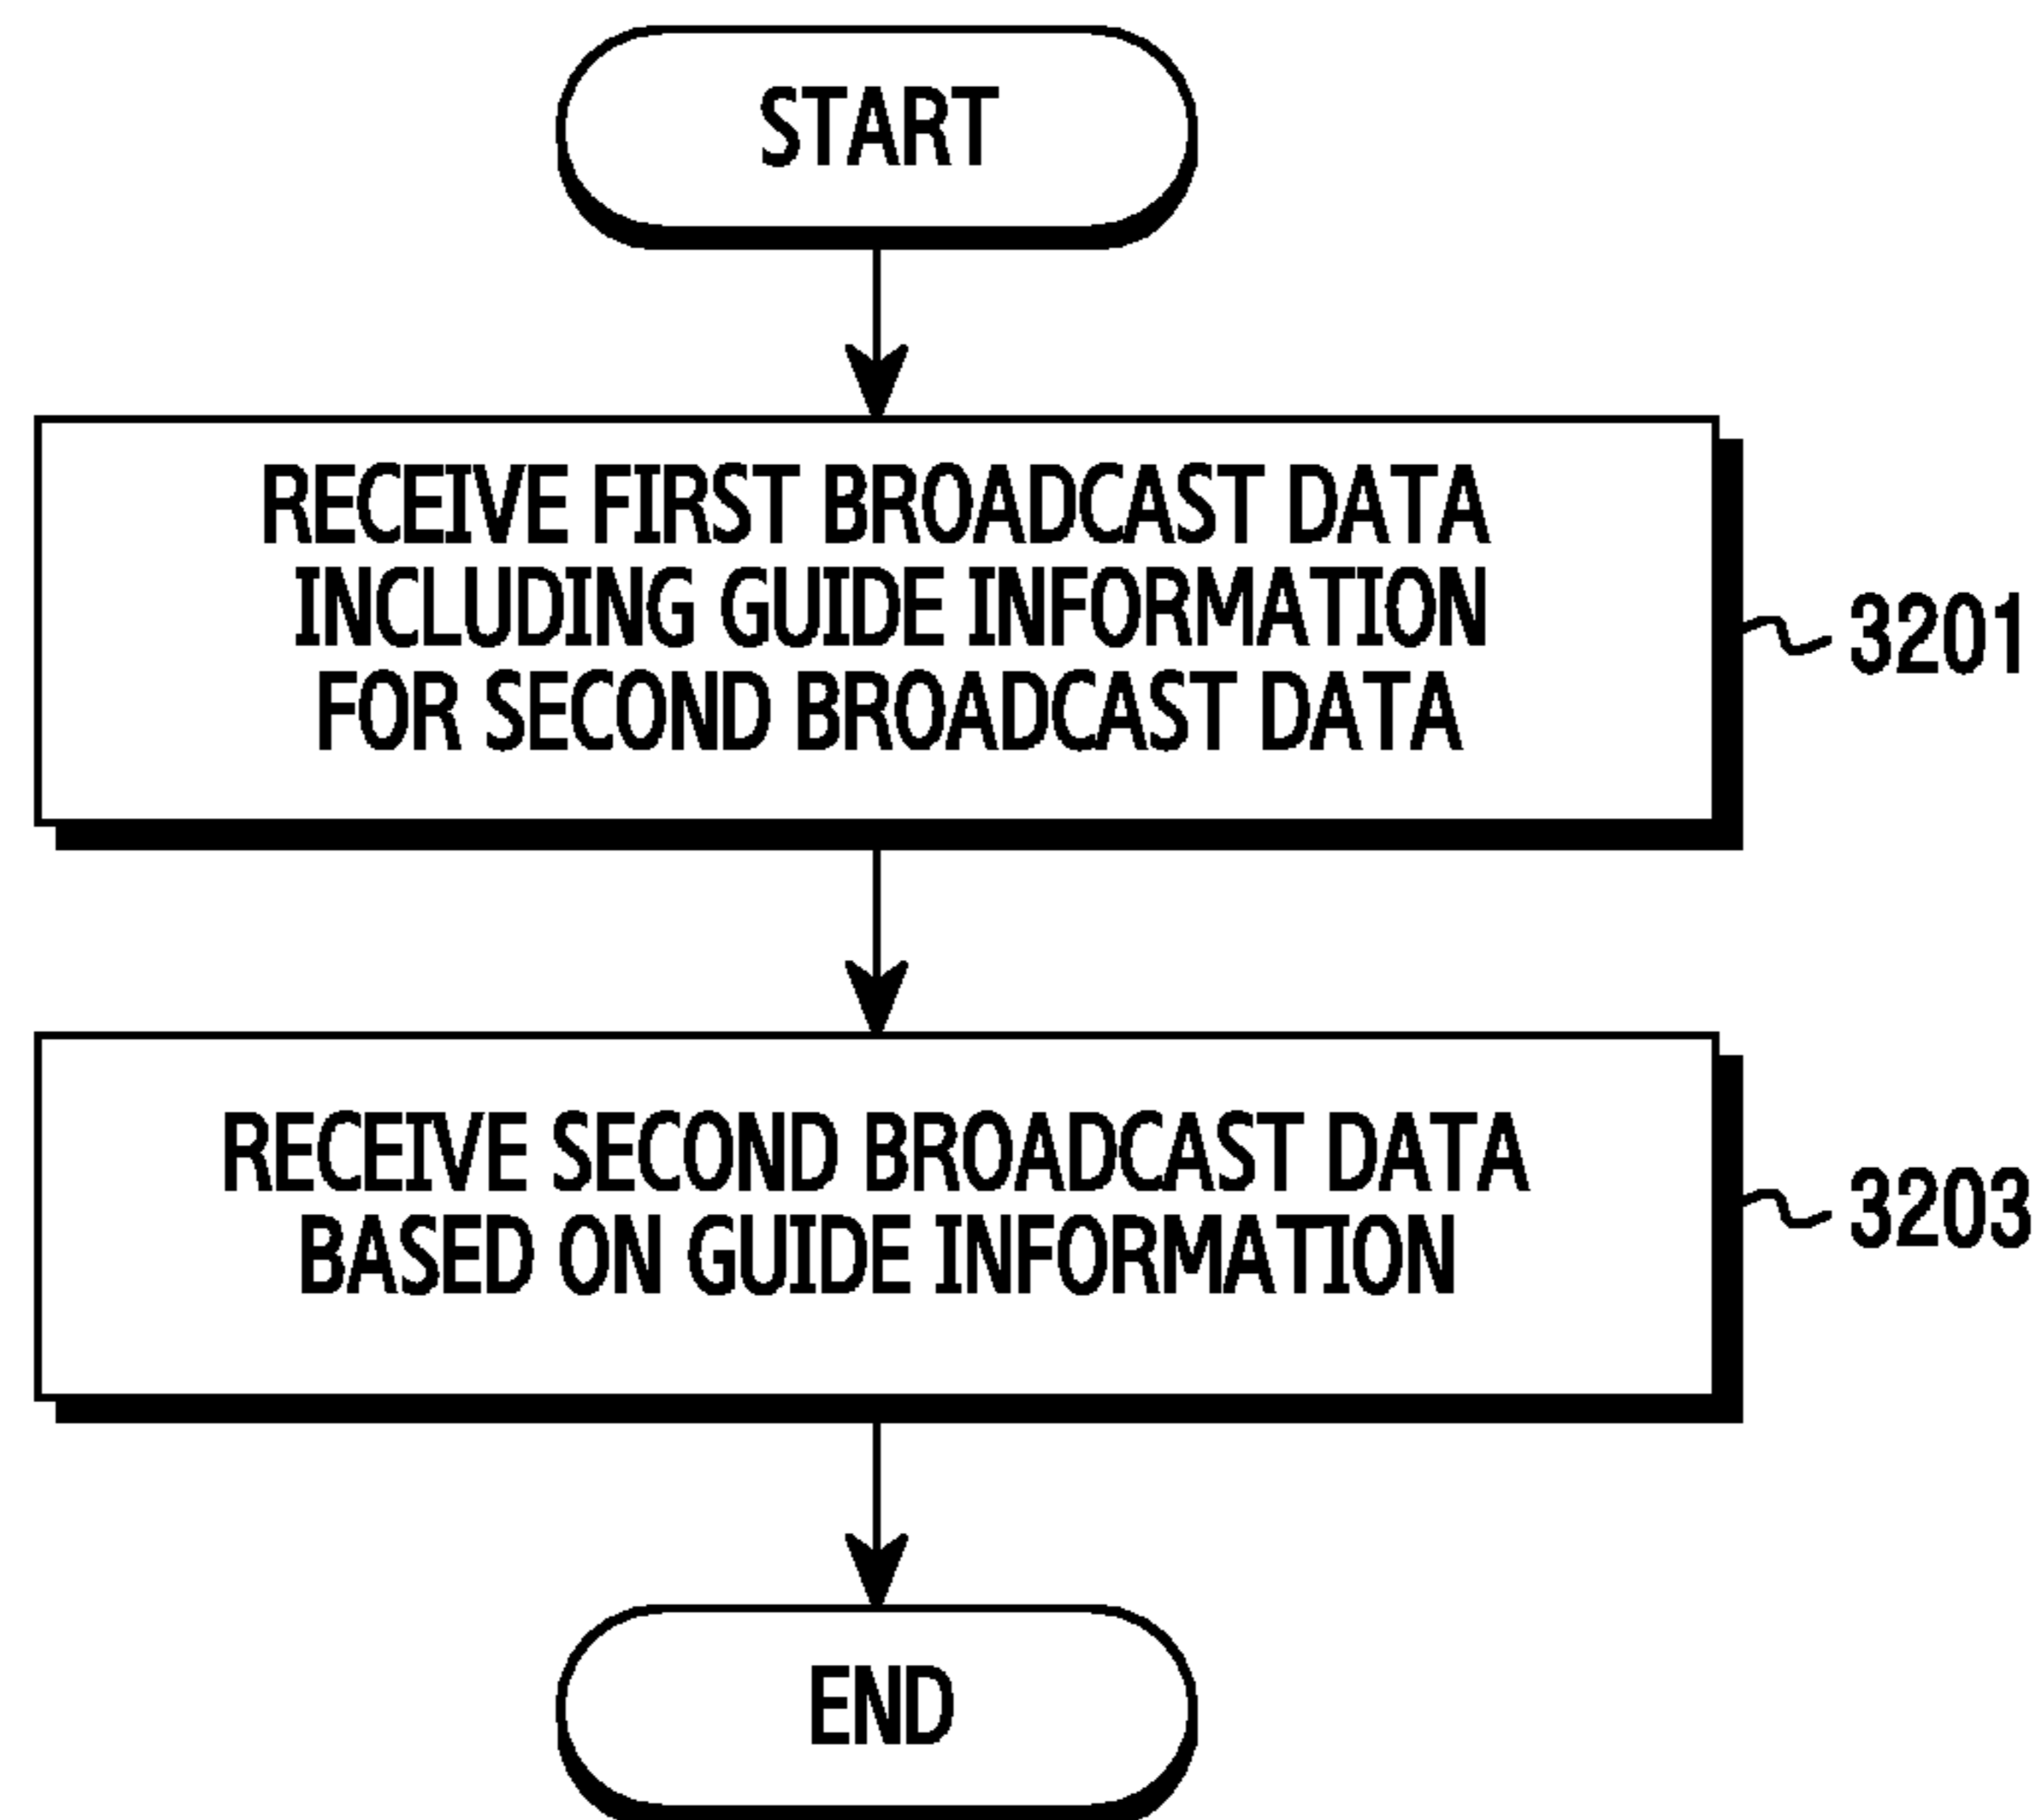 START
RECEIVE FIRST BROADCAST DATA
INCLUDING GUIDE INFORMATION
FOR SECOND BROADCAST DATA
3201
RECEIVE SECOND BROADCAST DATA
BASED ON GUIDE INFORMATION
3203
END